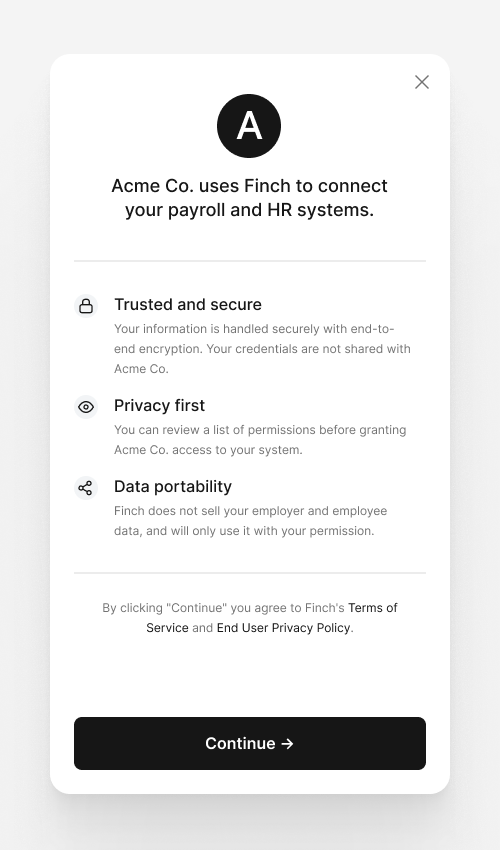 A
Acme Co. uses Finch to connect
your payroll and HR systems.
Trusted and secure
Your information is handled securely with end-to-
end encryption. Your credentials are not shared with
Acme Co.
Privacy first
You can review a list of permissions before granting
Acme Co. access to your system.
Data portability
Finch does not sell your employer and employee
data, and will only use it with your permission.
By clicking "Continue" you agree to Finch's Terms of
Service and End User Privacy Policy.
Continue →